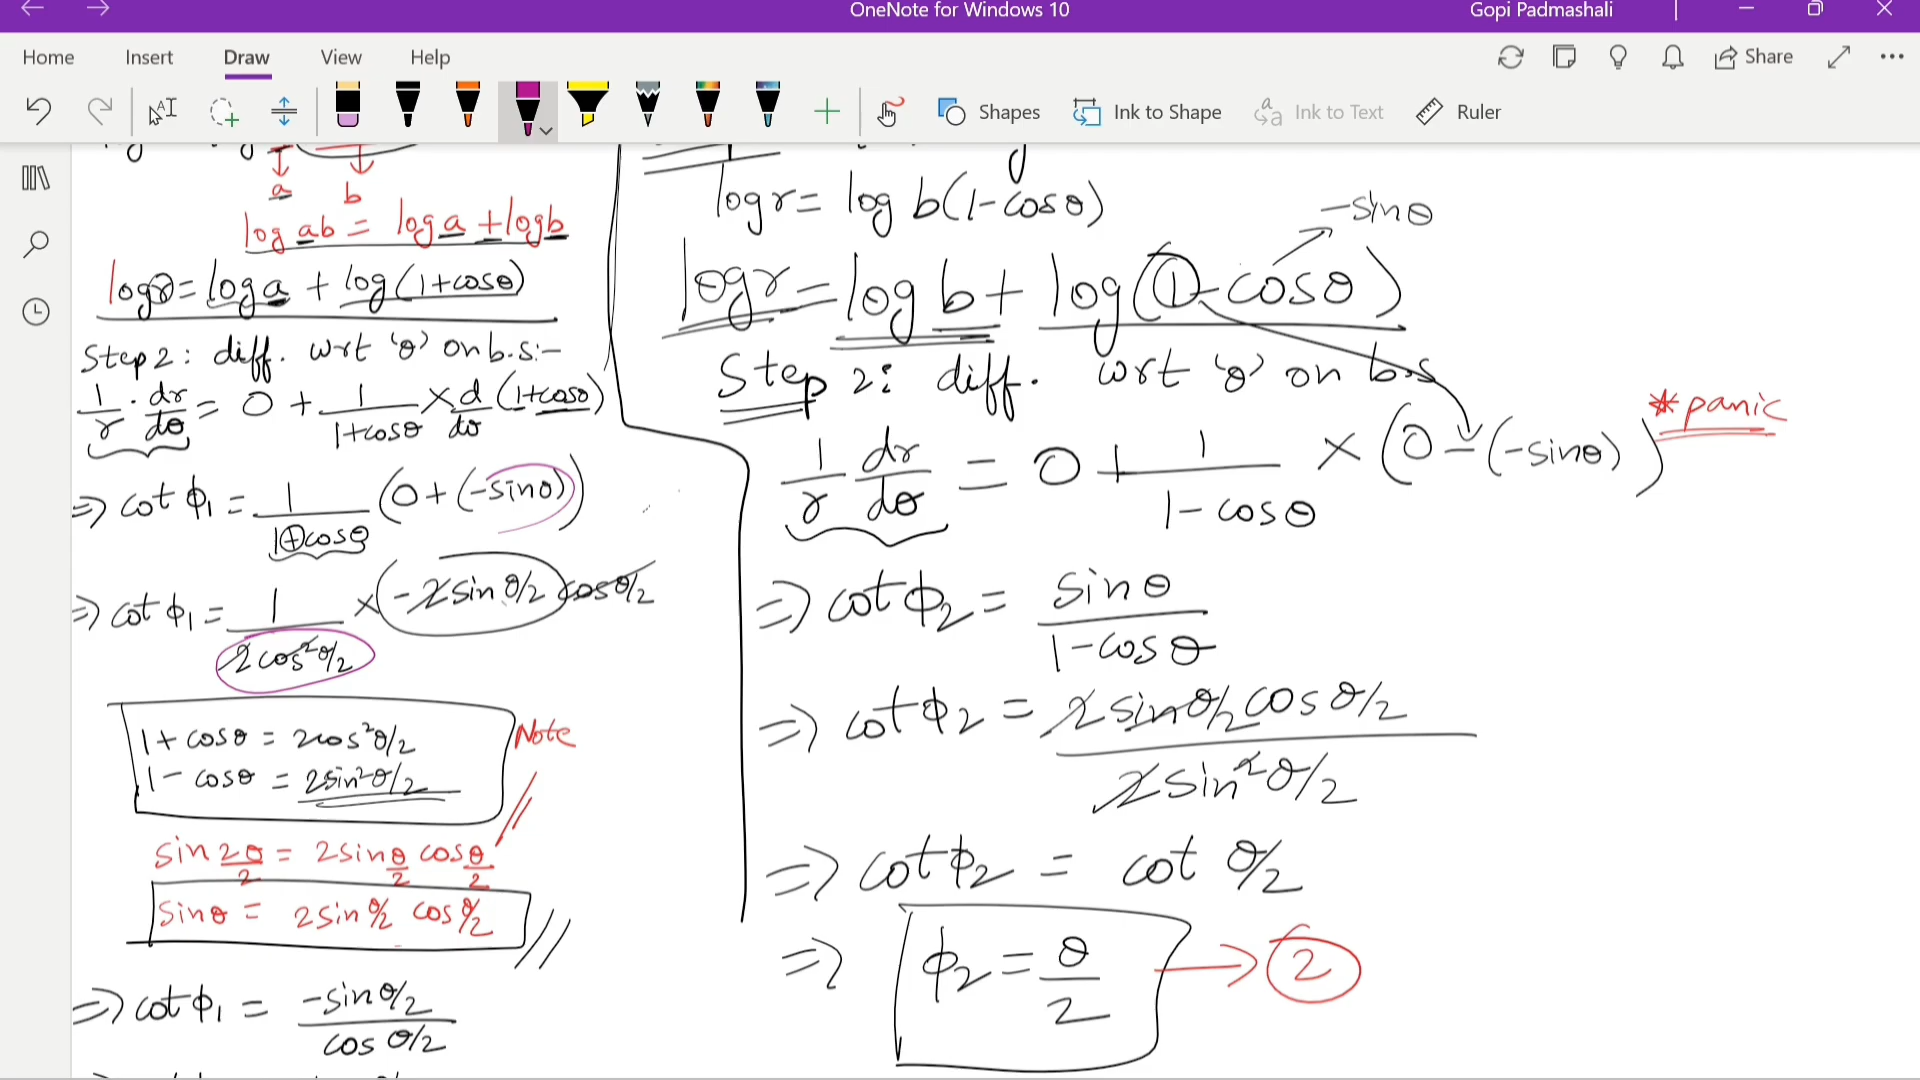 OneNote for Windows 10
Gopi Padmashali
Home Insert Draw View Help
Share
Shapes Ink to Shape Ink to Text Ruler
a b
log ab = log a + log b
log r = log a + log(1+cosθ)
Step 2: diff. wrt 'θ' on b.s:-
1/r . dr/dθ = 0 + 1/1+cosθ × d/dθ (1+cosθ)
=> cot ϕ1 = 1/1+cosθ (0+(-sinθ))
=> cot ϕ1 = 1/2cos²θ/2 × (-2sinθ/2) cosθ/2
1+cosθ = 2cos²θ/2
1-cosθ = 2sin²θ/2
Note
sin 2θ/2 = 2sin θ/2 cos θ/2
sinθ = 2sin θ/2 cos θ/2
=> cot ϕ1 = -sin θ/2 / cos θ/2
log r = log b(1-cosθ)
-sinθ
log r = log b + log(1-cosθ)
Step 2: diff. wrt 'θ' on b.s
*panic
1/r dr/dθ = 0 + 1/1-cosθ × (0-(-sinθ))
=> cot ϕ2 = sinθ/1-cosθ
=> cot ϕ2 = 2sinθ/2 cosθ/2 / 2sin²θ/2
=> cot ϕ2 = cot θ/2
=> ϕ2 = θ/2 → 2